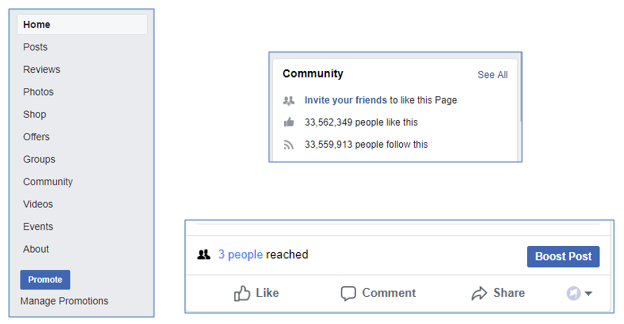 Home
Posts
Reviews
Photos
Shop
Offers
Groups
Community
Videos
Events
About
Promote
Manage Promotions
Community
See All
Invite your friends to like this Page
33,562,349 people like this
33,559,913 people follow this
3 people reached
Boost Post
Like
Comment
Share